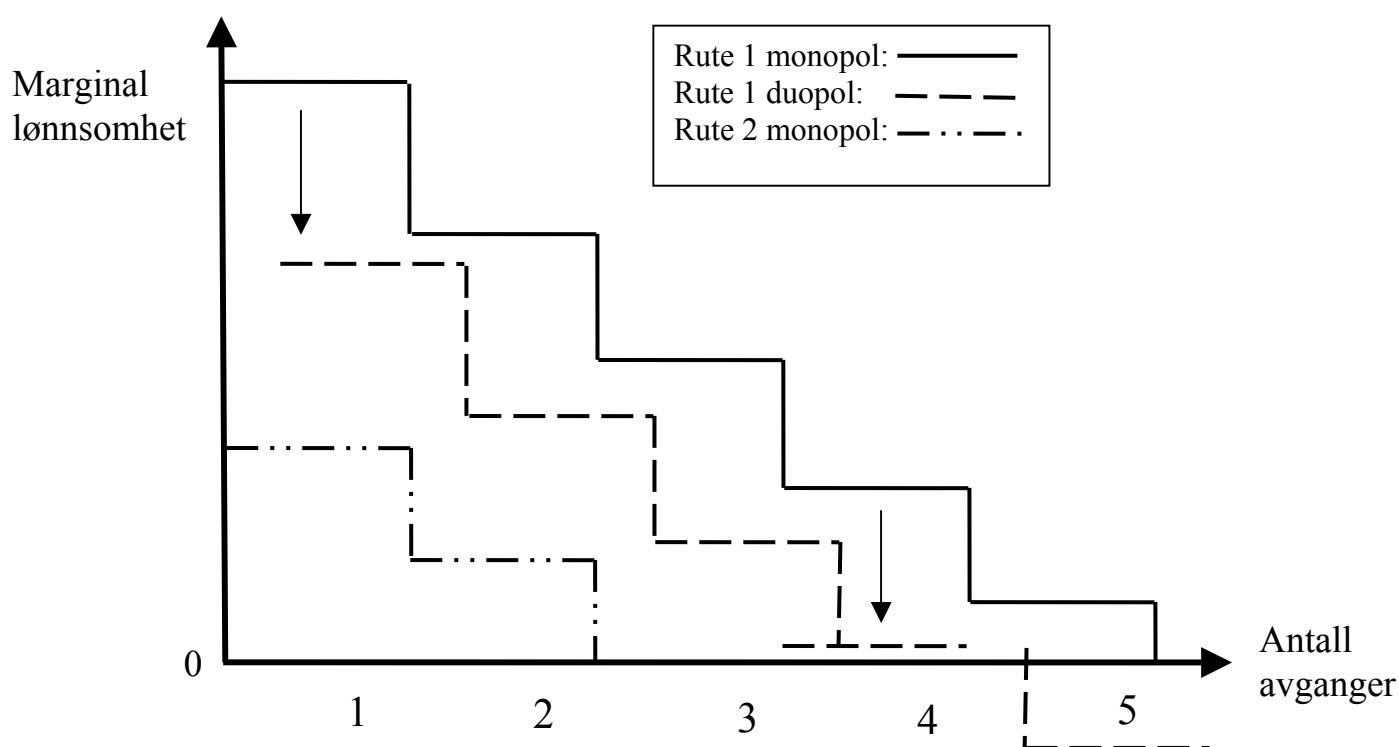 Marginal
lønnsomhet
Rute 1 monopol:
Rute 1 duopol:
Rute 2 monopol:
0
1
2
3
4
5
Antall
avganger